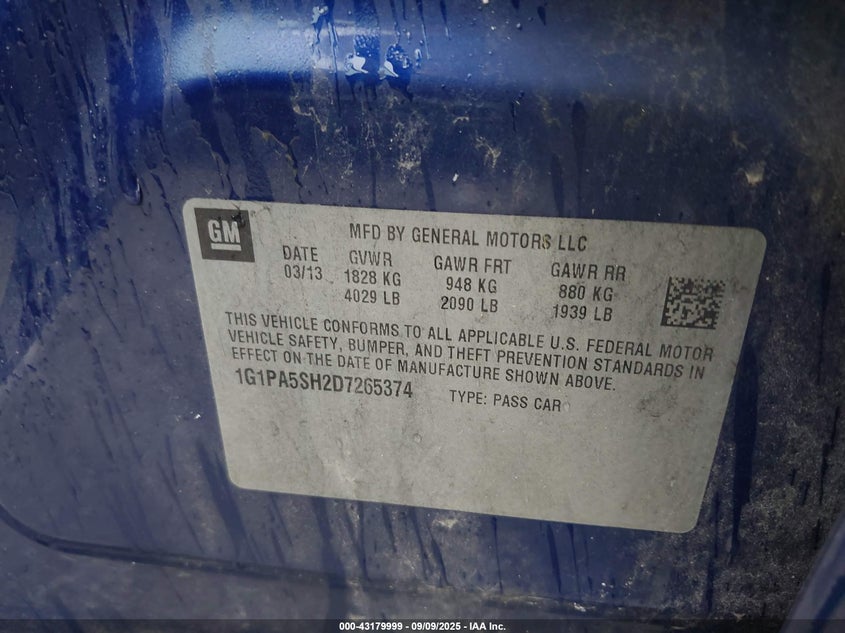 GM
MFD BY GENERAL MOTORS LLC
DATE GVWR GAWR FRT GAWR RR
03/13 1828 KG 948 KG 880 KG
4029 LB 2090 LB 1939 LB
THIS VEHICLE CONFORMS TO ALL APPLICABLE U.S. FEDERAL MOTOR
VEHICLE SAFETY, BUMPER, AND THEFT PREVENTION STANDARDS IN
EFFECT ON THE DATE OF MANUFACTURE SHOWN ABOVE.
1G1PA5SH2D7265374 TYPE: PASS CAR
000-43179999 - 09/09/2025 - IAA Inc.